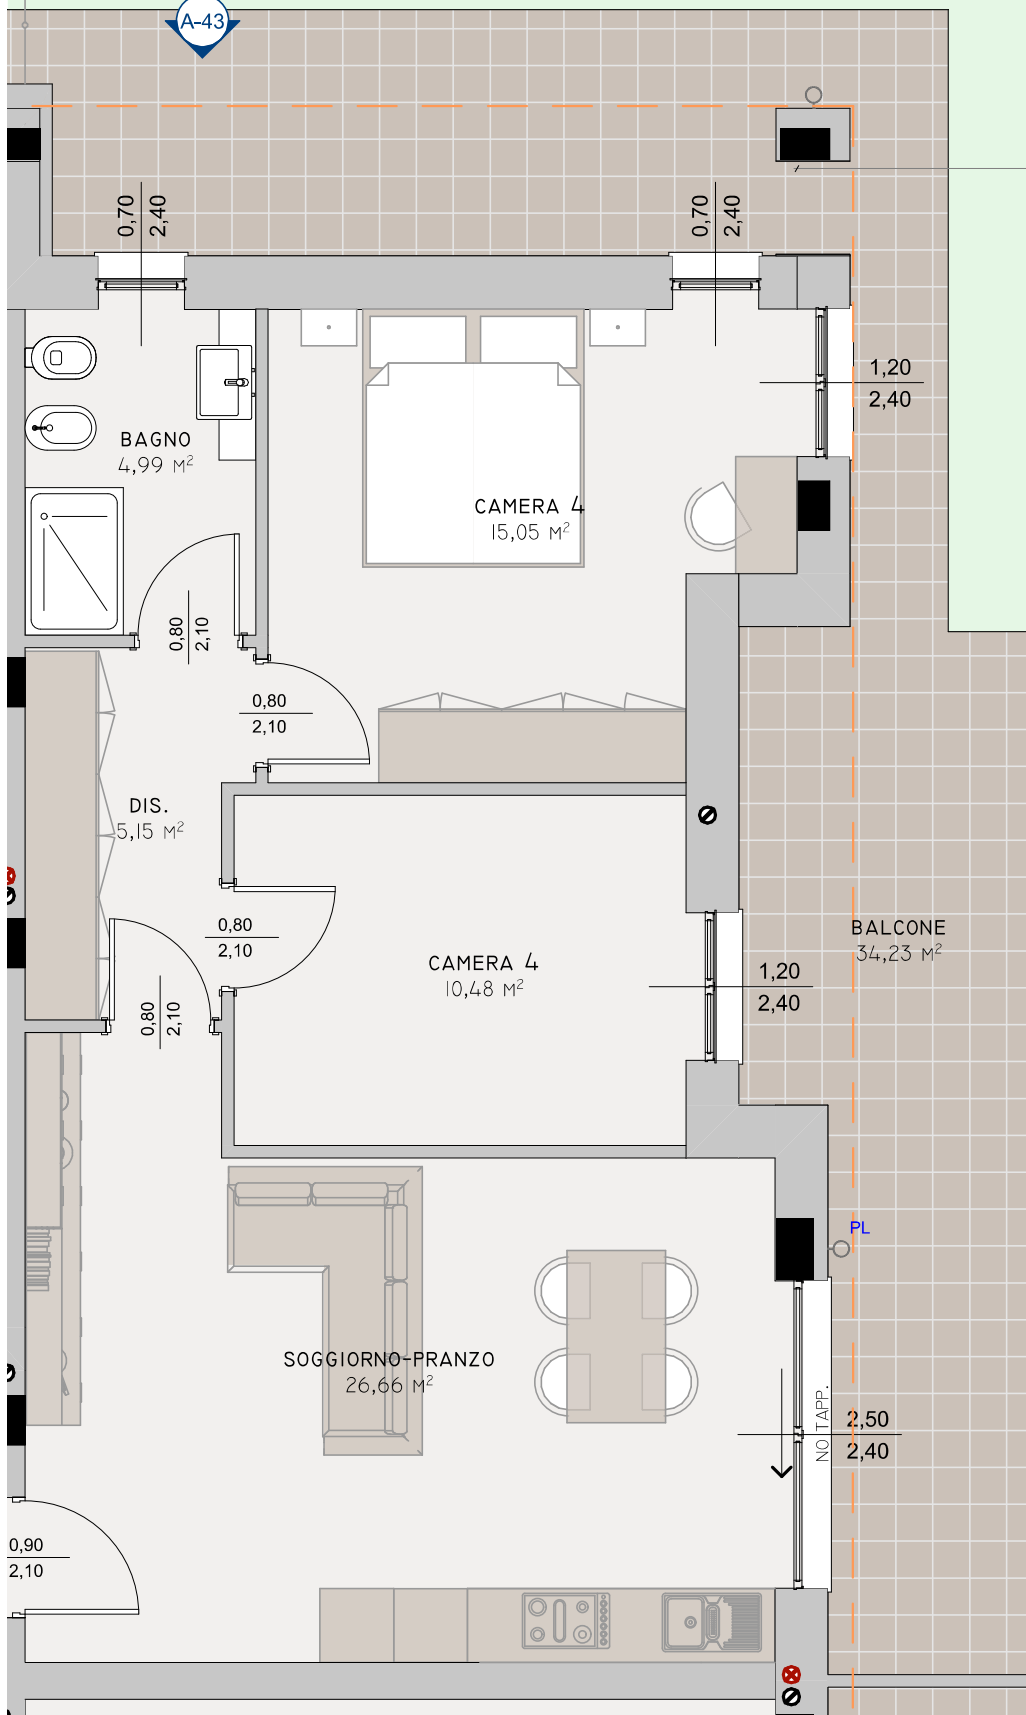 A-43
0,70
2,40
0,70
2,40
1,20
2,40
BAGNO
4,99 M²
CAMERA 4
15,05 M²
0,80
2,10
0,80
2,10
DIS.
5,15 M²
0,80
2,10
CAMERA 4
10,48 M²
BALCONE
34,23 M²
1,20
2,40
0,80
2,10
PL
SOGGIORNO-PRANZO
26,66 M²
NO TAPP.
2,50
2,40
0,90
2,10